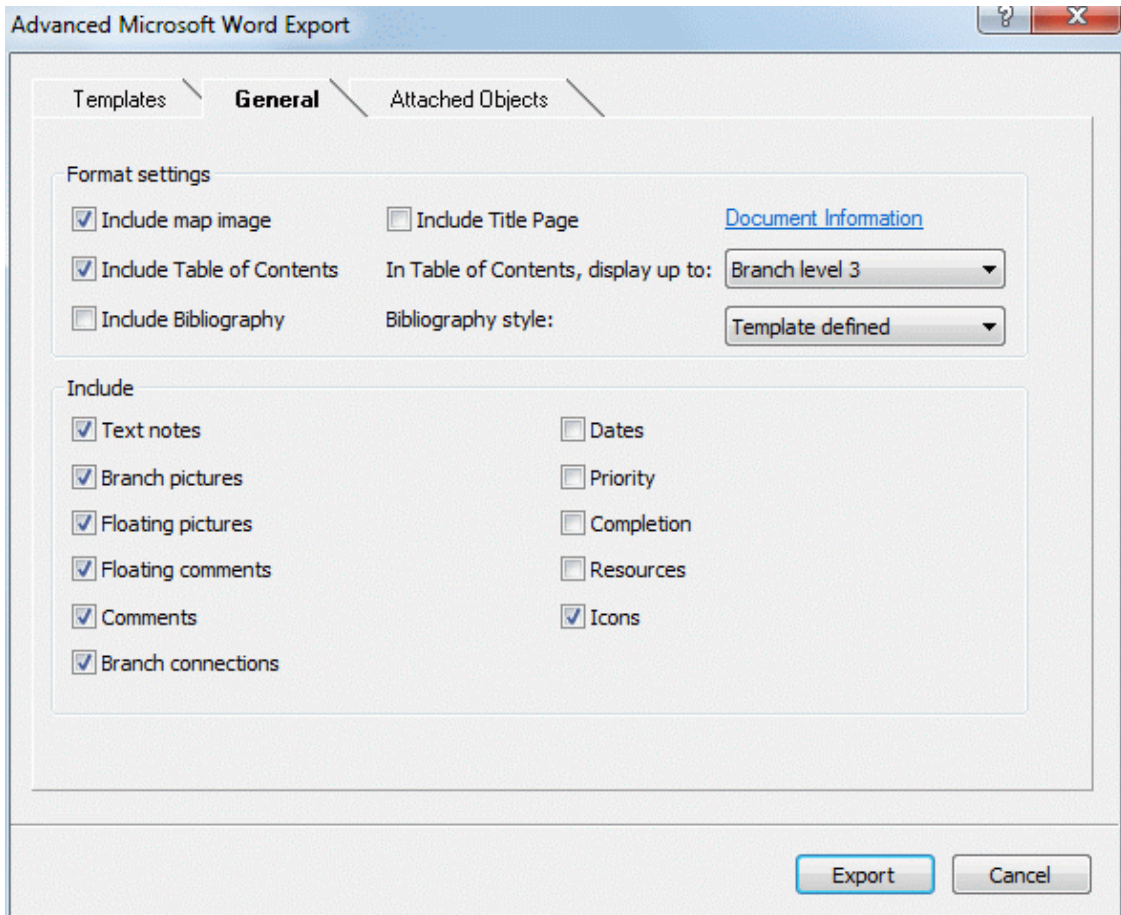 Advanced Microsoft Word Export
Templates General Attached Objects
Format settings
Include map image Include Title Page Document Information
Include Table of Contents In Table of Contents, display up to: Branch level 3
Include Bibliography Bibliography style: Template defined
Include
Text notes Dates
Branch pictures Priority
Floating pictures Completion
Floating comments Resources
Comments Icons
Branch connections
Export Cancel